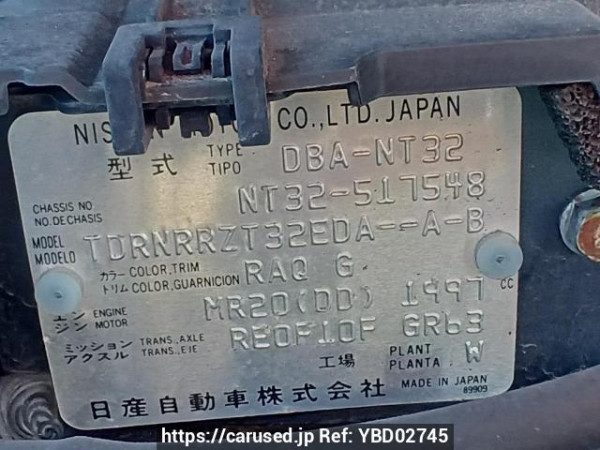 CO.,LTD. JAPAN
型式 TYPE TIPO DBA-NT32
CHASSIS NO NO.DECHASIS NT32-517548
MODEL MODELO TDRNRRZT32EDA--A-B
カラー COLOR,TRIM トリム COLOR,GUARNICION RAQ G
エンジン ENGINE MOTOR MR20(DD) 1997 CC
ミッション アクスル TRANS.,AXLE TRANS.,EJE RE0F10F GR63
工場 PLANT PLANTA W
日産自動車株式会社 MADE IN JAPAN
89909
https://carused.jp Ref: YBD02745